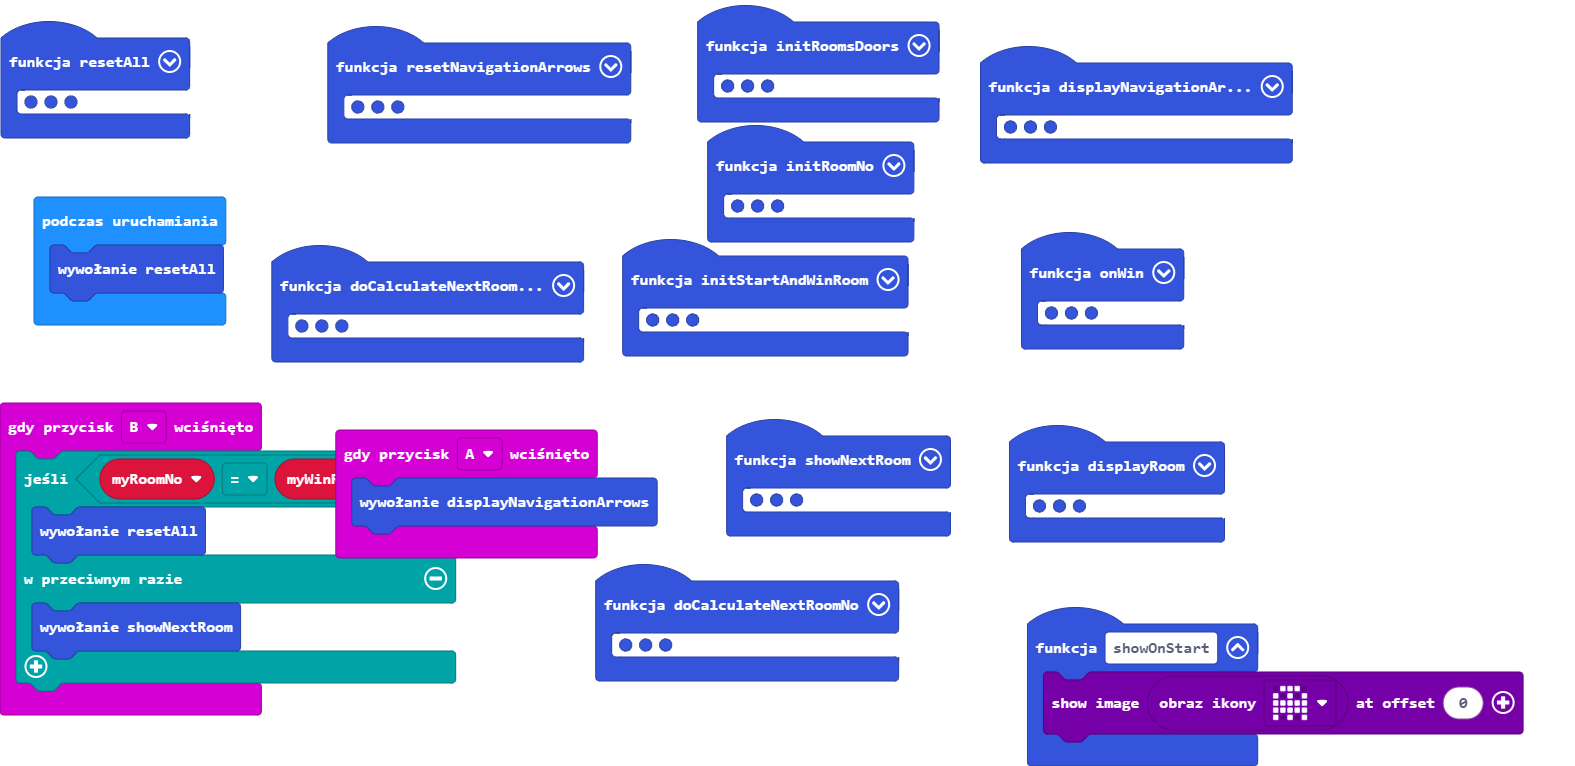 funkcja resetAll
funkcja resetNavigationArrows
funkcja initRoomsDoors
funkcja displayNavigationAr...
funkcja initRoomNo
podczas uruchamiania
wywołanie resetAll
funkcja doCalculateNextRoom...
funkcja initStartAndWinRoom
funkcja onWin
gdy przycisk B wciśnięto
jeśli myRoomNo = myWinR
wywołanie resetAll
w przeciwnym razie
wywołanie showNextRoom
gdy przycisk A wciśnięto
wywołanie displayNavigationArrows
funkcja showNextRoom
funkcja displayRoom
funkcja doCalculateNextRoomNo
funkcja showOnStart
show image obraz ikony at offset 0